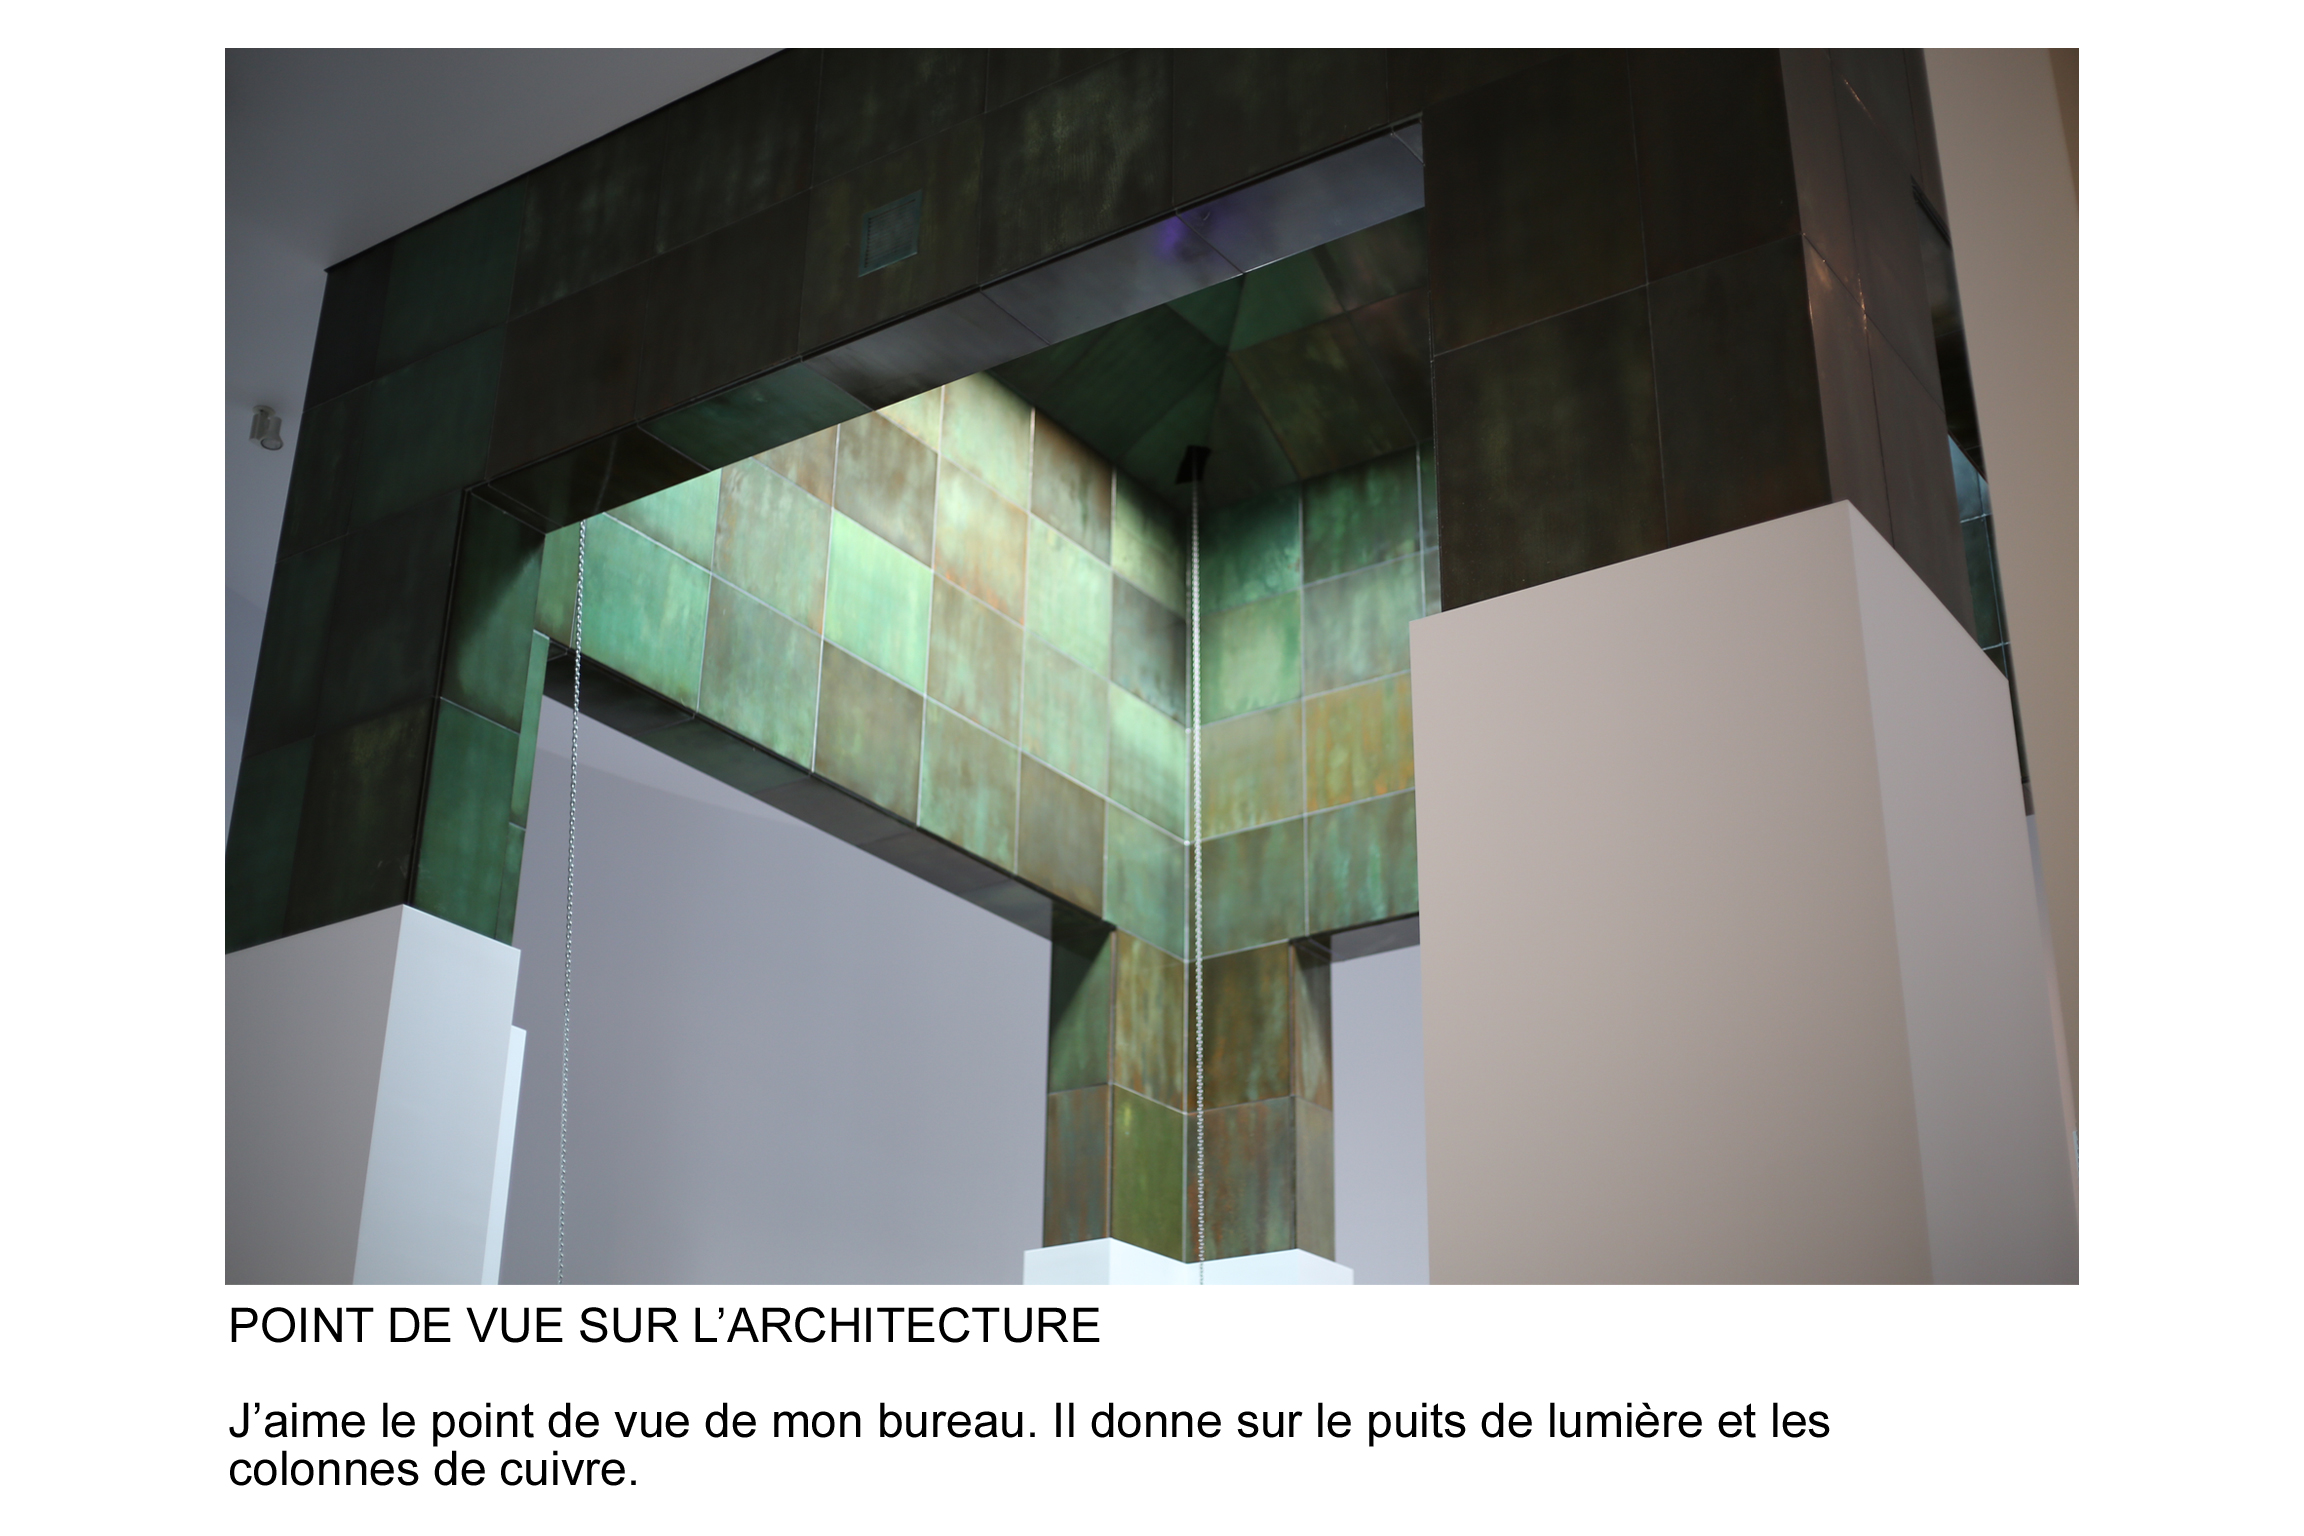 POINT DE VUE SUR L’ARCHITECTURE
J’aime le point de vue de mon bureau. Il donne sur le puits de lumière et les
colonnes de cuivre.